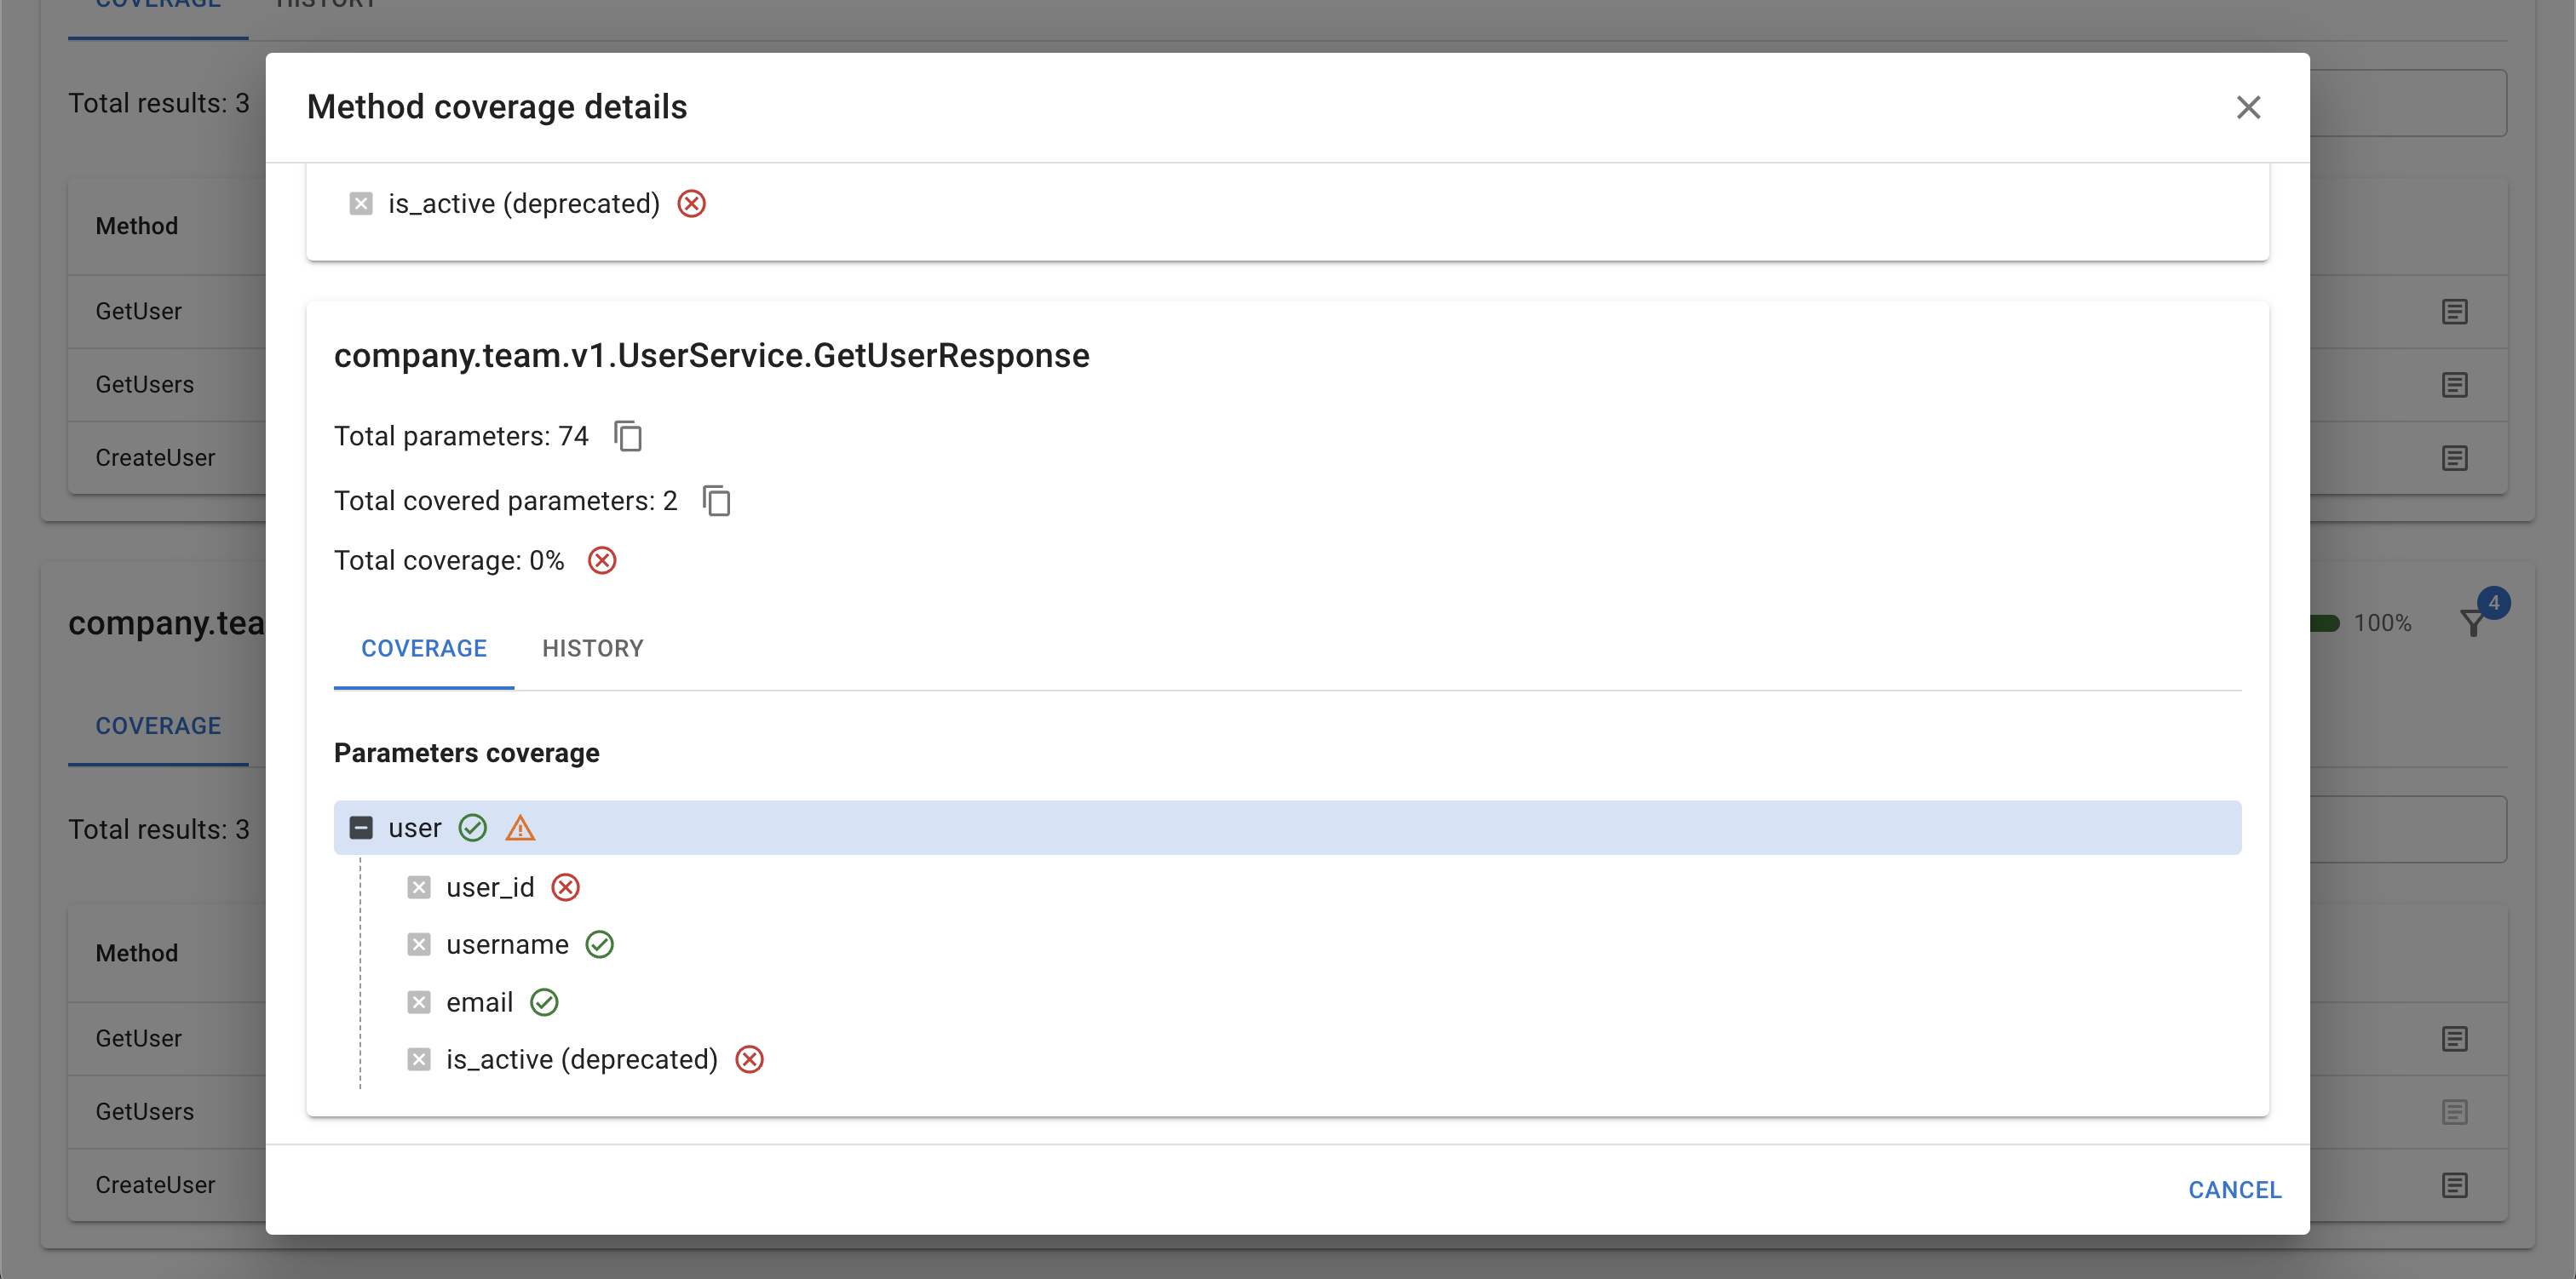 COVERAGE HISTORY
Method coverage details
Total results: 3
is_active (deprecated)
Method
GetUser
GetUsers
CreateUser
company.team.v1.UserService.GetUserResponse
Total parameters: 74
Total covered parameters: 2
Total coverage: 0%
company.tea
100%
4
COVERAGE HISTORY
COVERAGE
Parameters coverage
Total results: 3
user
user_id
username
email
is_active (deprecated)
Method
GetUser
GetUsers
CreateUser
CANCEL